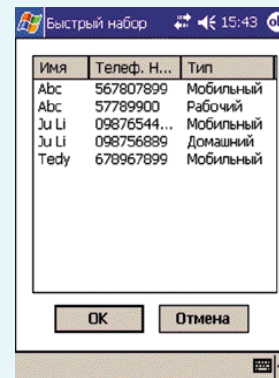 Быстрый набор 15:43 ok
Имя Телеф. Н... Тип
Abc 567807899 Мобильный
Abc 57789900 Рабочий
Ju Li 09876544... Мобильный
Ju Li 098756889 Домашний
Tedy 678967899 Мобильный
OK Отмена